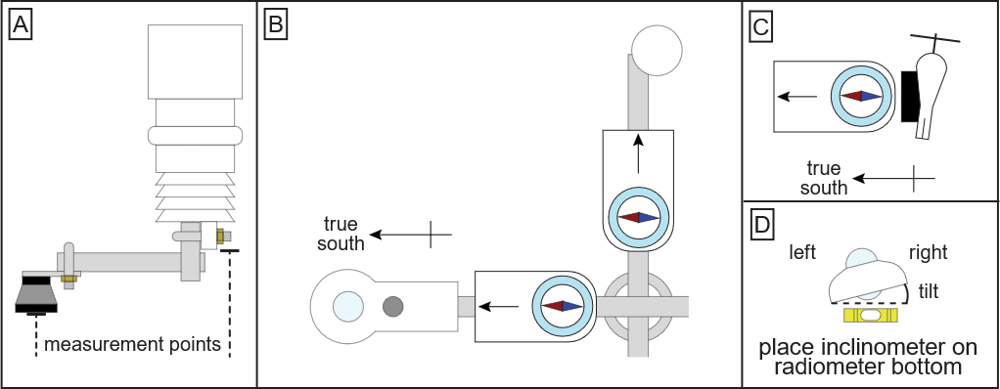 A
measurement points
B
true
south
C
true
south
D
left
right
tilt
place inclinometer on
radiometer bottom